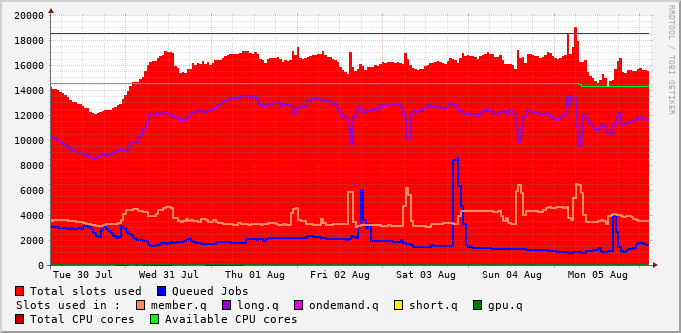 RRDTOOL / TOBI OETIKER
20000
18000
16000
14000
12000
10000
8000
6000
4000
2000
0
Tue 30 Jul Wed 31 Jul Thu 01 Aug Fri 02 Aug Sat 03 Aug Sun 04 Aug Mon 05 Aug
Total slots used Queued Jobs
Slots used in : member.q long.q ondemand.q short.q gpu.q
Total CPU cores Available CPU cores